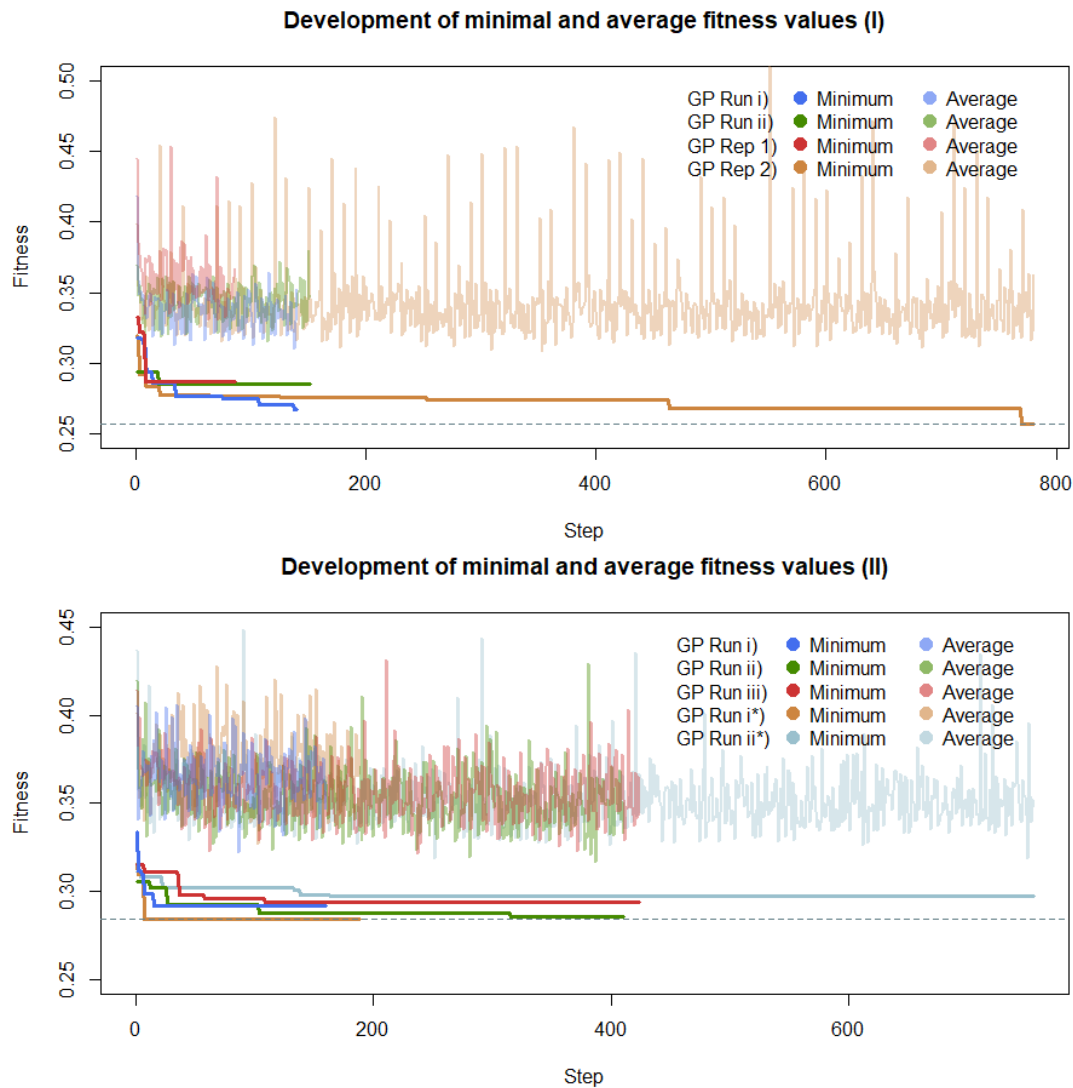 Development of minimal and average fitness values (I)
Fitness
0.50
0.45
0.40
0.35
0.30
0.25
GP Run i) Minimum Average
GP Run ii) Minimum Average
GP Rep 1) Minimum Average
GP Rep 2) Minimum Average
0 200 400 600 800
Step
Development of minimal and average fitness values (II)
Fitness
0.45
0.40
0.35
0.30
0.25
GP Run i) Minimum Average
GP Run ii) Minimum Average
GP Run iii) Minimum Average
GP Run i*) Minimum Average
GP Run ii*) Minimum Average
0 200 400 600
Step